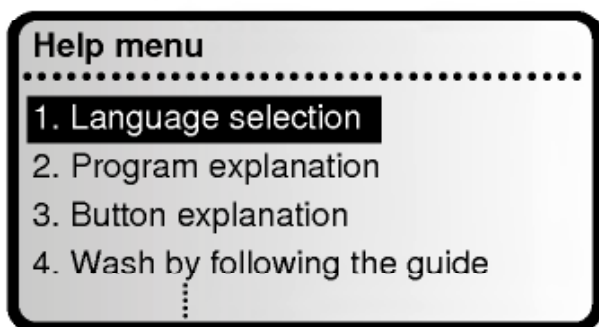 Help menu
1. Language selection
2. Program explanation
3. Button explanation
4. Wash by following the guide